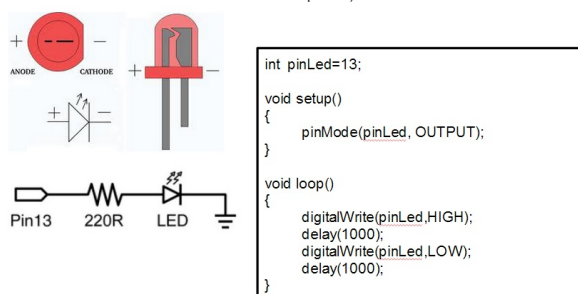 + −
ANODE CATHODE
+ −
+ −
Pin13 220R LED
int pinLed=13;
void setup()
{
pinMode(pinLed, OUTPUT);
}
void loop()
{
digitalWrite(pinLed,HIGH);
delay(1000);
digitalWrite(pinLed,LOW);
delay(1000);
}